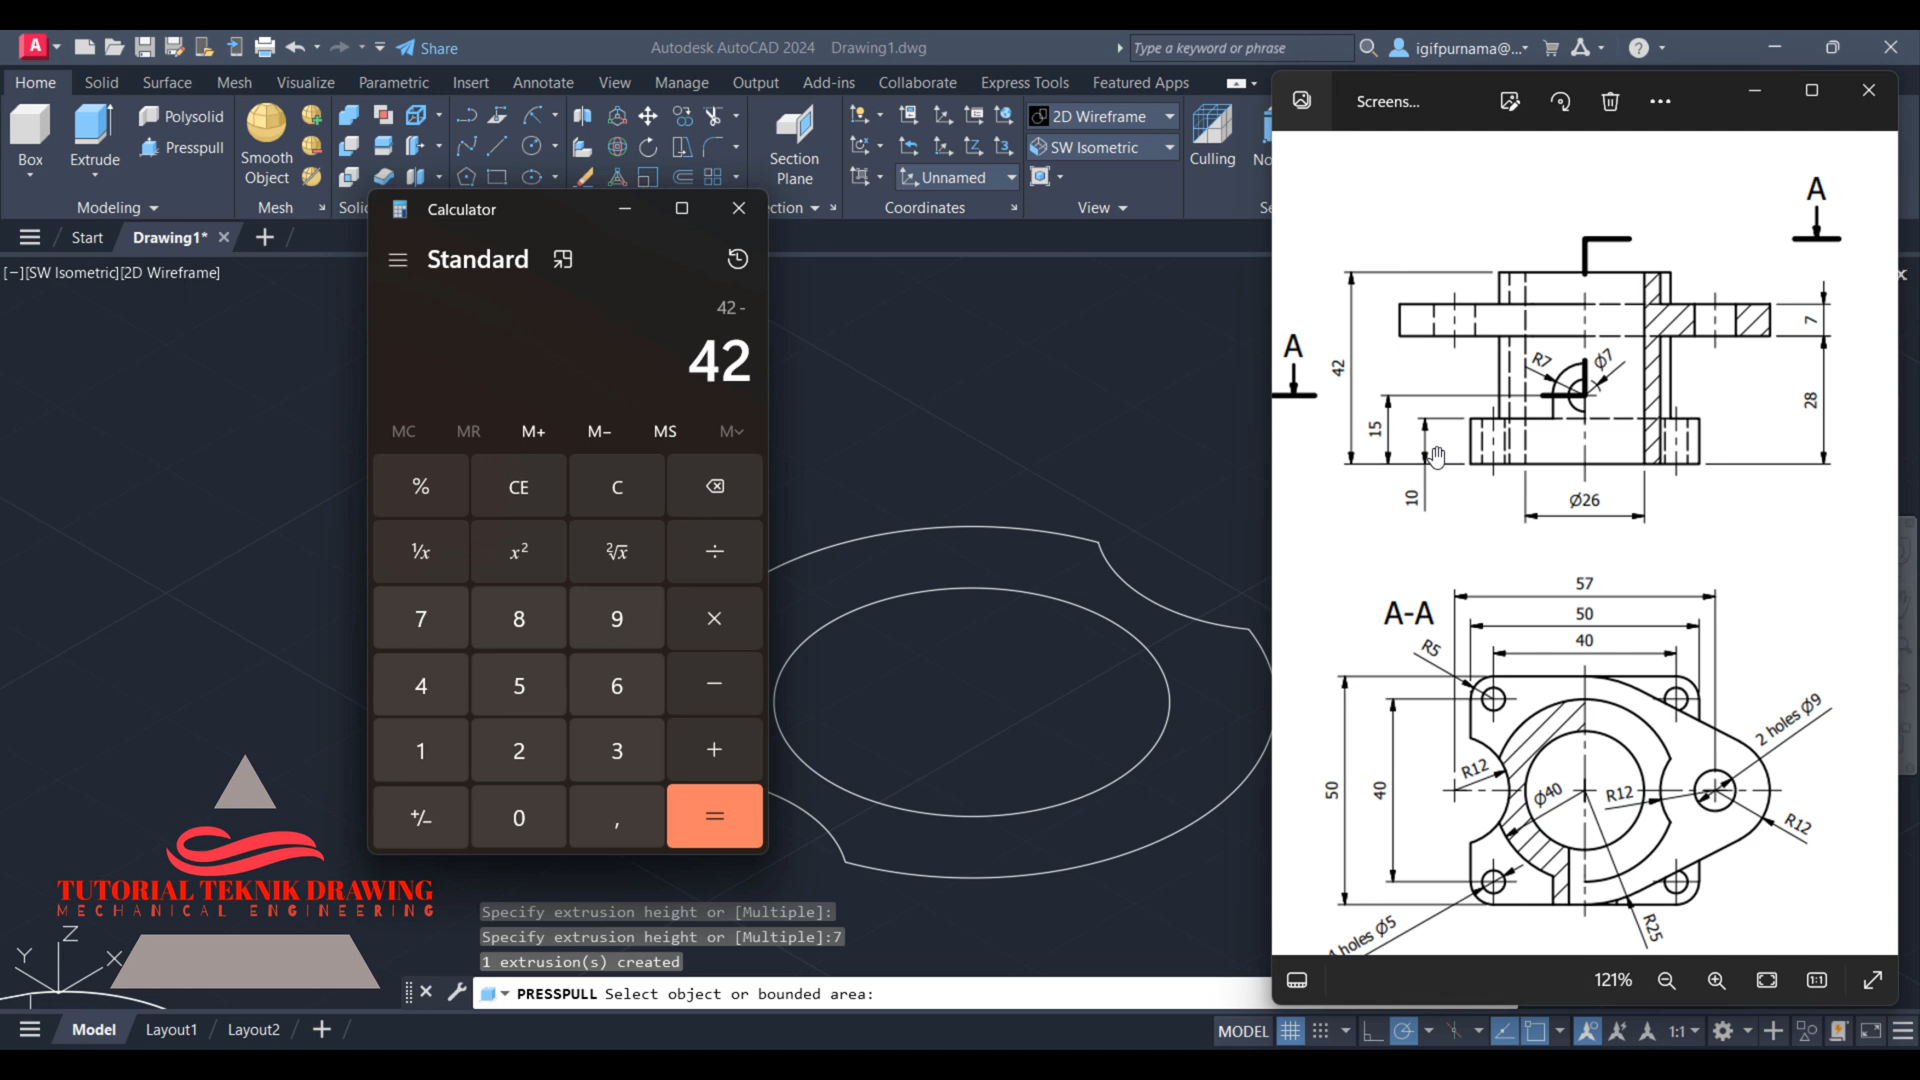 A
Share
Autodesk AutoCAD 2024 Drawing1.dwg
Type a keyword or phrase
igifpurnama@...
Home Solid Surface Mesh Visualize Parametric Insert Annotate View Manage Output Add-ins Collaborate Express Tools Featured Apps
Box
Extrude
Polysolid
Presspull
Smooth
Object
Section
Plane
2D Wireframe
SW Isometric
Unnamed
Culling
Modeling
Mesh
Coordinates
View
Start
Drawing1*
[−][SW Isometric][2D Wireframe]
Calculator
Standard
42 -
42
MC MR M+ M− MS M
% CE C
1/x x² ²√x ÷
7 8 9 ×
4 5 6 −
1 2 3 +
+/− 0 , =
Screens...
A
A
42
15
10
R7
Ø7
7
28
Ø26
A-A
57
50
40
R5
50
40
R12
Ø40
R12
2 holes Ø9
R12
R25
4 holes Ø5
121%
1:1
TUTORIAL TEKNIK DRAWING
MECHANICAL ENGINEERING
Z
Y
X
Specify extrusion height or [Multiple]:
Specify extrusion height or [Multiple]:7
1 extrusion(s) created
PRESSPULL Select object or bounded area:
Model Layout1 Layout2
MODEL
1:1